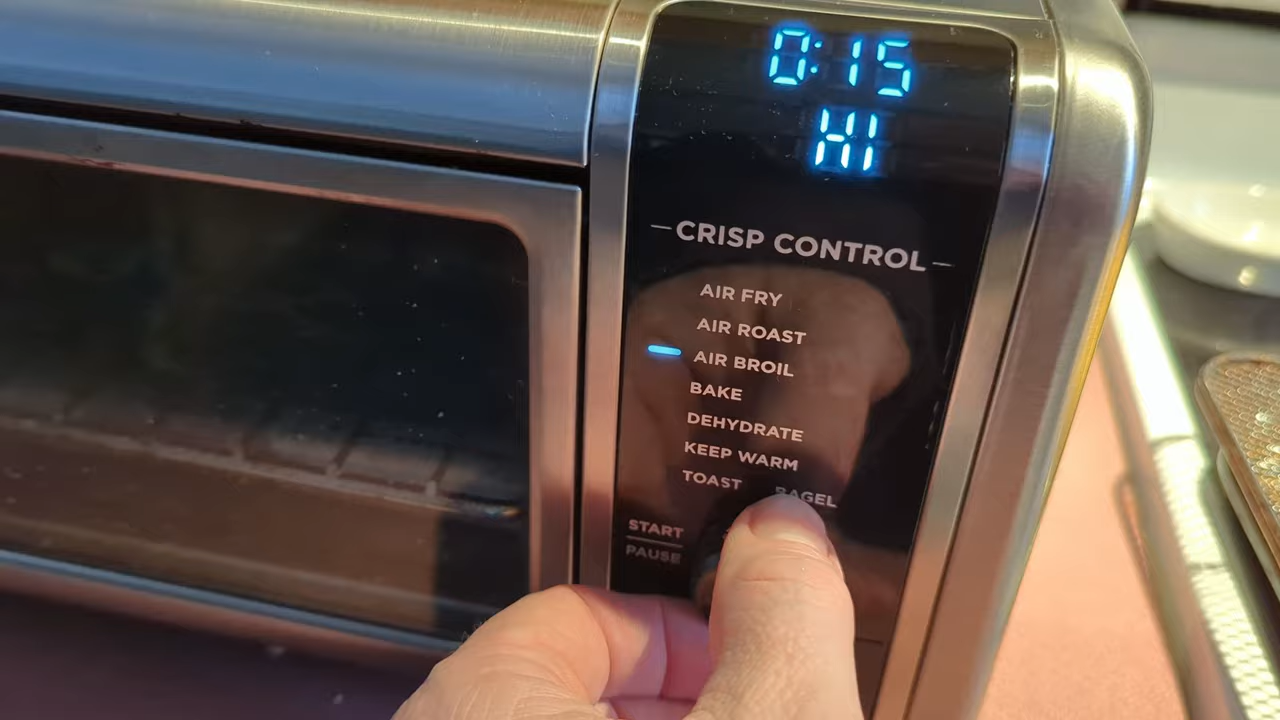 0:15
HI
CRISP CONTROL
AIR FRY
AIR ROAST
AIR BROIL
BAKE
DEHYDRATE
KEEP WARM
TOAST BAGEL
START
PAUSE